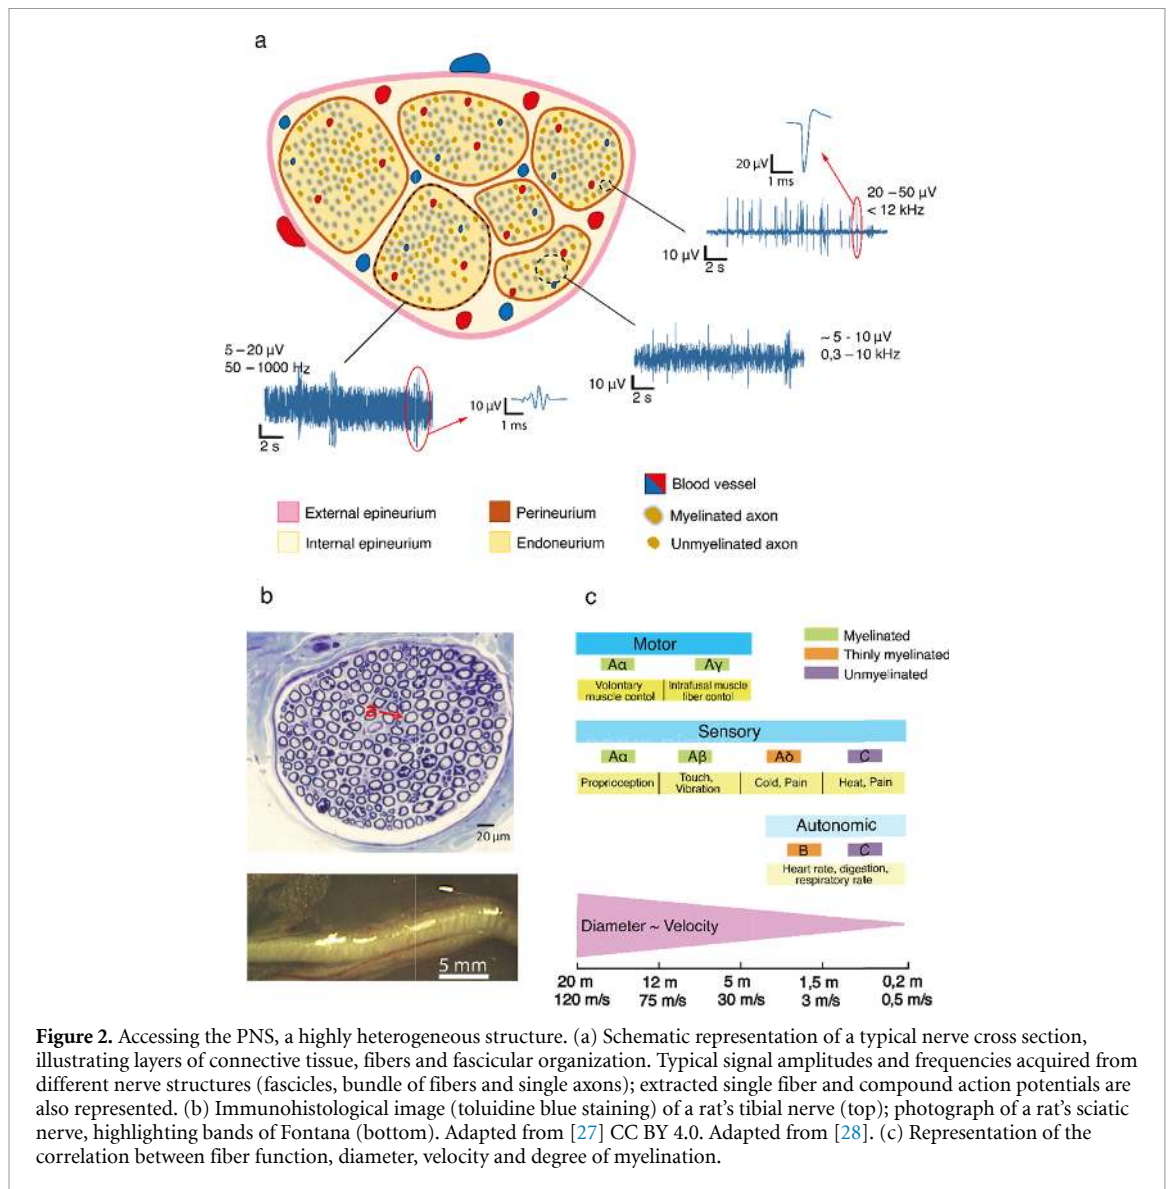 a
20 μV
1 ms
20 – 50 μV
< 12 kHz
10 μV
2 s
~ 5 - 10 μV
0,3 – 10 kHz
10 μV
2 s
5 – 20 μV
50 – 1000 Hz
2 s
10 μV
1 ms
Blood vessel
External epineurium
Perineurium
Myelinated axon
Internal epineurium
Endoneurium
Unmyelinated axon
b
a
20 μm
5 mm
c
Motor
Myelinated
Thinly myelinated
Unmyelinated
Aα
Aγ
Volontary
muscle contol
Intrafusal muscle
fiber contol
Sensory
Aα
Aβ
Aδ
C
Propricception
Touch,
Vibration
Cold, Pain
Heat, Pain
Autonomic
B
C
Heart rate, digestion,
respiratory rate
Diameter ~ Velocity
20 m
120 m/s
12 m
75 m/s
5 m
30 m/s
1,5 m
3 m/s
0,2 m
0,5 m/s
Figure 2. Accessing the PNS, a highly heterogeneous structure. (a) Schematic representation of a typical nerve cross section,
illustrating layers of connective tissue, fibers and fascicular organization. Typical signal amplitudes and frequencies acquired from
different nerve structures (fascicles, bundle of fibers and single axons); extracted single fiber and compound action potentials are
also represented. (b) Immunohistological image (toluidine blue staining) of a rat's tibial nerve (top); photograph of a rat's sciatic
nerve, highlighting bands of Fontana (bottom). Adapted from [27] CC BY 4.0. Adapted from [28]. (c) Representation of the
correlation between fiber function, diameter, velocity and degree of myelination.